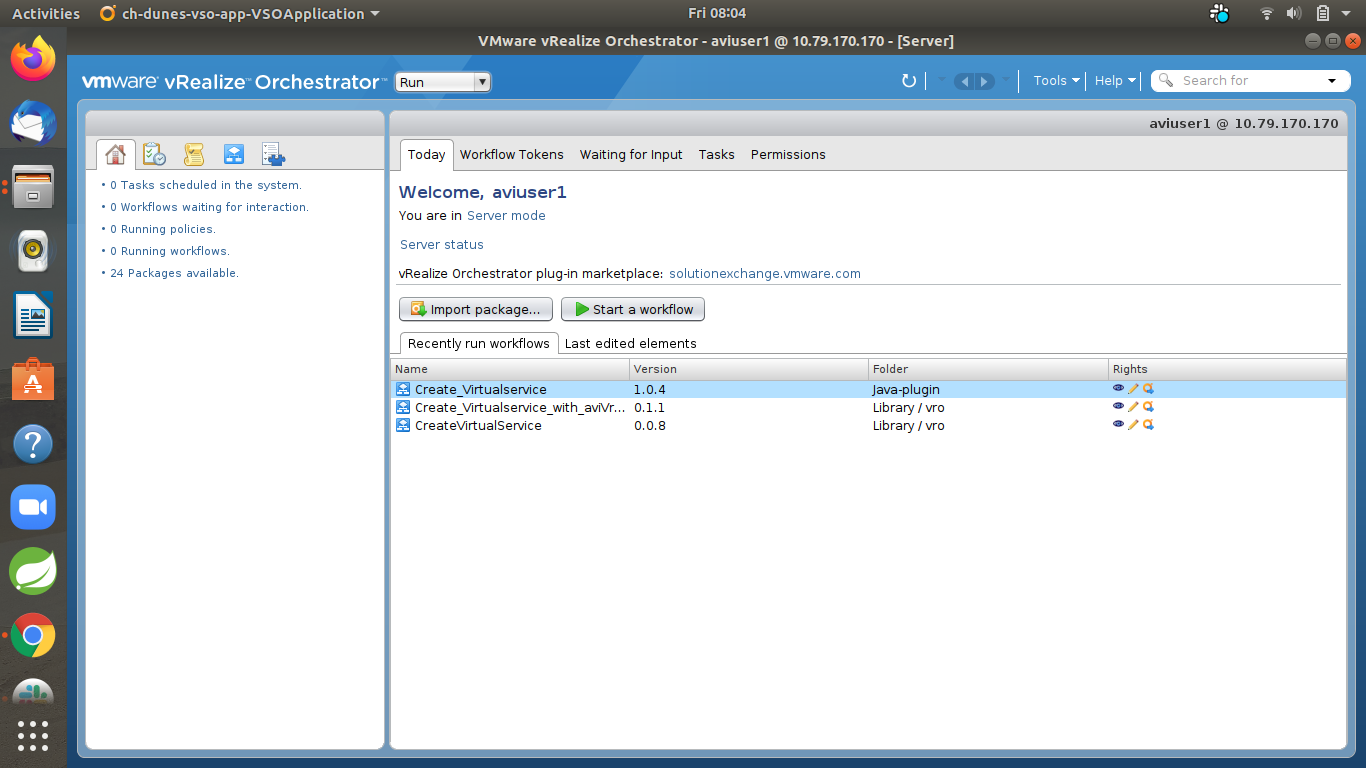 Activities ch-dunes-vso-app-VSOApplication Fri 08:04
VMware vRealize Orchestrator - aviuser1 @ 10.79.170.170 - [Server]
vmware vRealize Orchestrator Run Tools Help Search for
aviuser1 @ 10.79.170.170
• 0 Tasks scheduled in the system.
• 0 Workflows waiting for interaction.
• 0 Running policies.
• 0 Running workflows.
• 24 Packages available.
Today Workflow Tokens Waiting for Input Tasks Permissions
Welcome, aviuser1
You are in Server mode
Server status
vRealize Orchestrator plug-in marketplace: solutionexchange.vmware.com
Import package... Start a workflow
Recently run workflows Last edited elements
Name Version Folder Rights
Create_Virtualservice 1.0.4 Java-plugin
Create_Virtualservice_with_aviVr... 0.1.1 Library / vro
CreateVirtualService 0.0.8 Library / vro